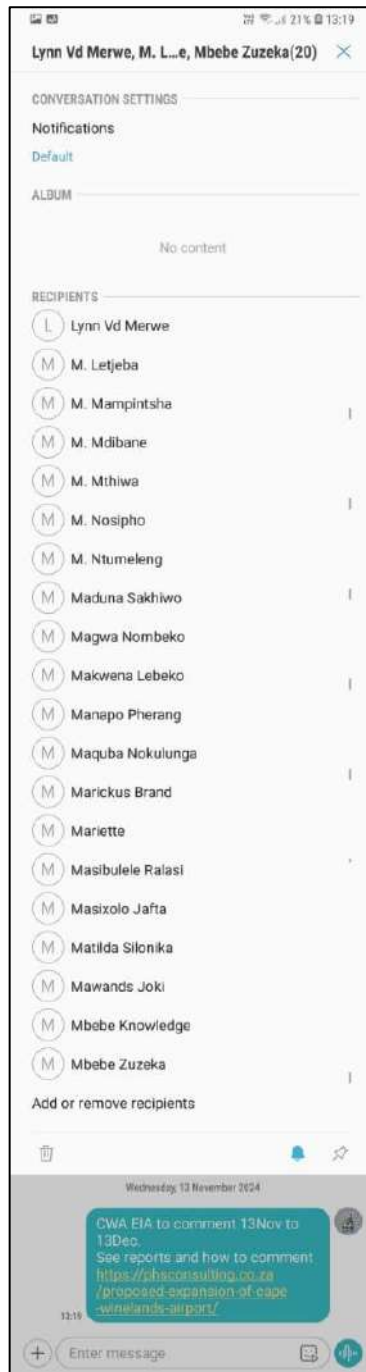 21% 13:19
Lynn Vd Merwe, M. L...e, Mbebe Zuzeka(20)
CONVERSATION SETTINGS
Notifications
Default
ALBUM
No content
RECIPIENTS
L Lynn Vd Merwe
M M. Letjeba
M M. Mampintsha
M M. Mdibane
M M. Mthiwa
M M. Nosipho
M M. Ntumeleng
M Maduna Sakhiwo
M Magwa Nombeko
M Makwena Lebeko
M Manapo Pherang
M Maquba Nokulunga
M Marickus Brand
M Mariette
M Masibulele Ralasi
M Masixolo Jafta
M Matilda Silonika
M Mawands Joki
M Mbebe Knowledge
M Mbebe Zuzeka
Add or remove recipients
Wednesday, 13 November 2024
CWA EIA to comment 13Nov to
13Dec.
See reports and how to comment
https://phsconsulting.co.za
/proposed-expansion-of-cape
-winelands-airport/
13:19
Enter message